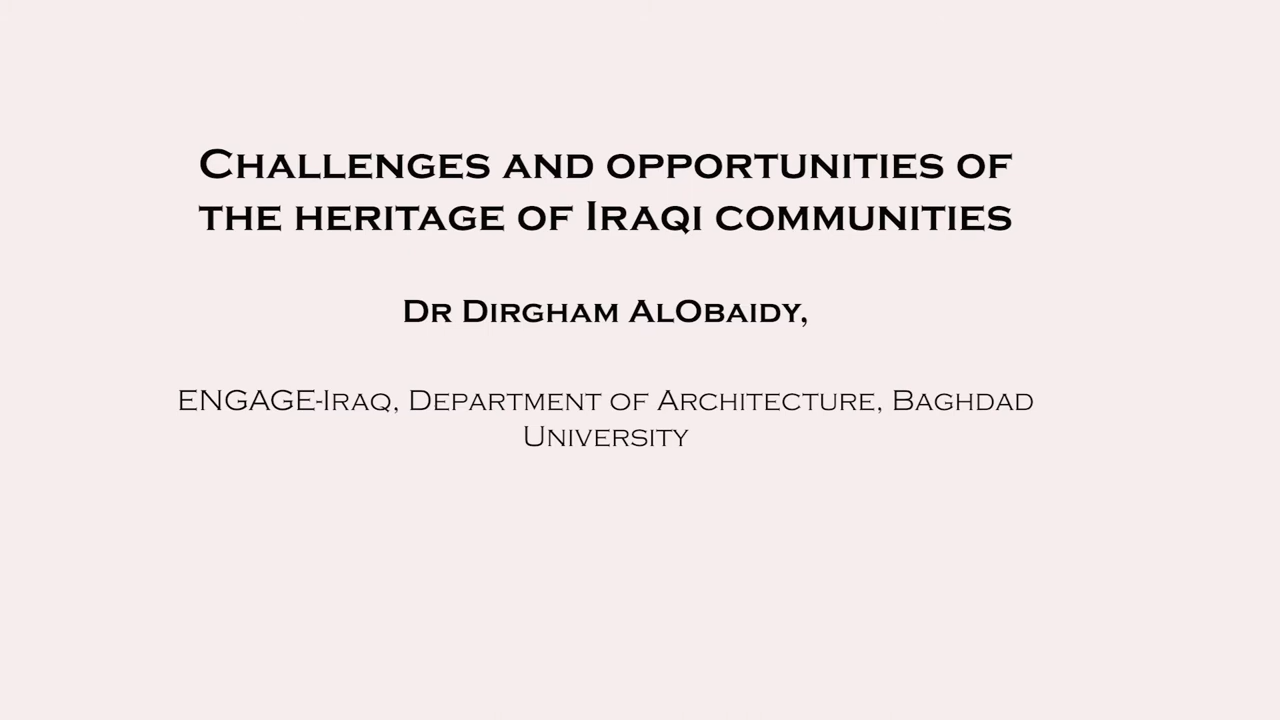 Challenges and opportunities of
the heritage of Iraqi communities
Dr Dirgham AlObaidy,
ENGAGE-Iraq, Department of Architecture, Baghdad
University